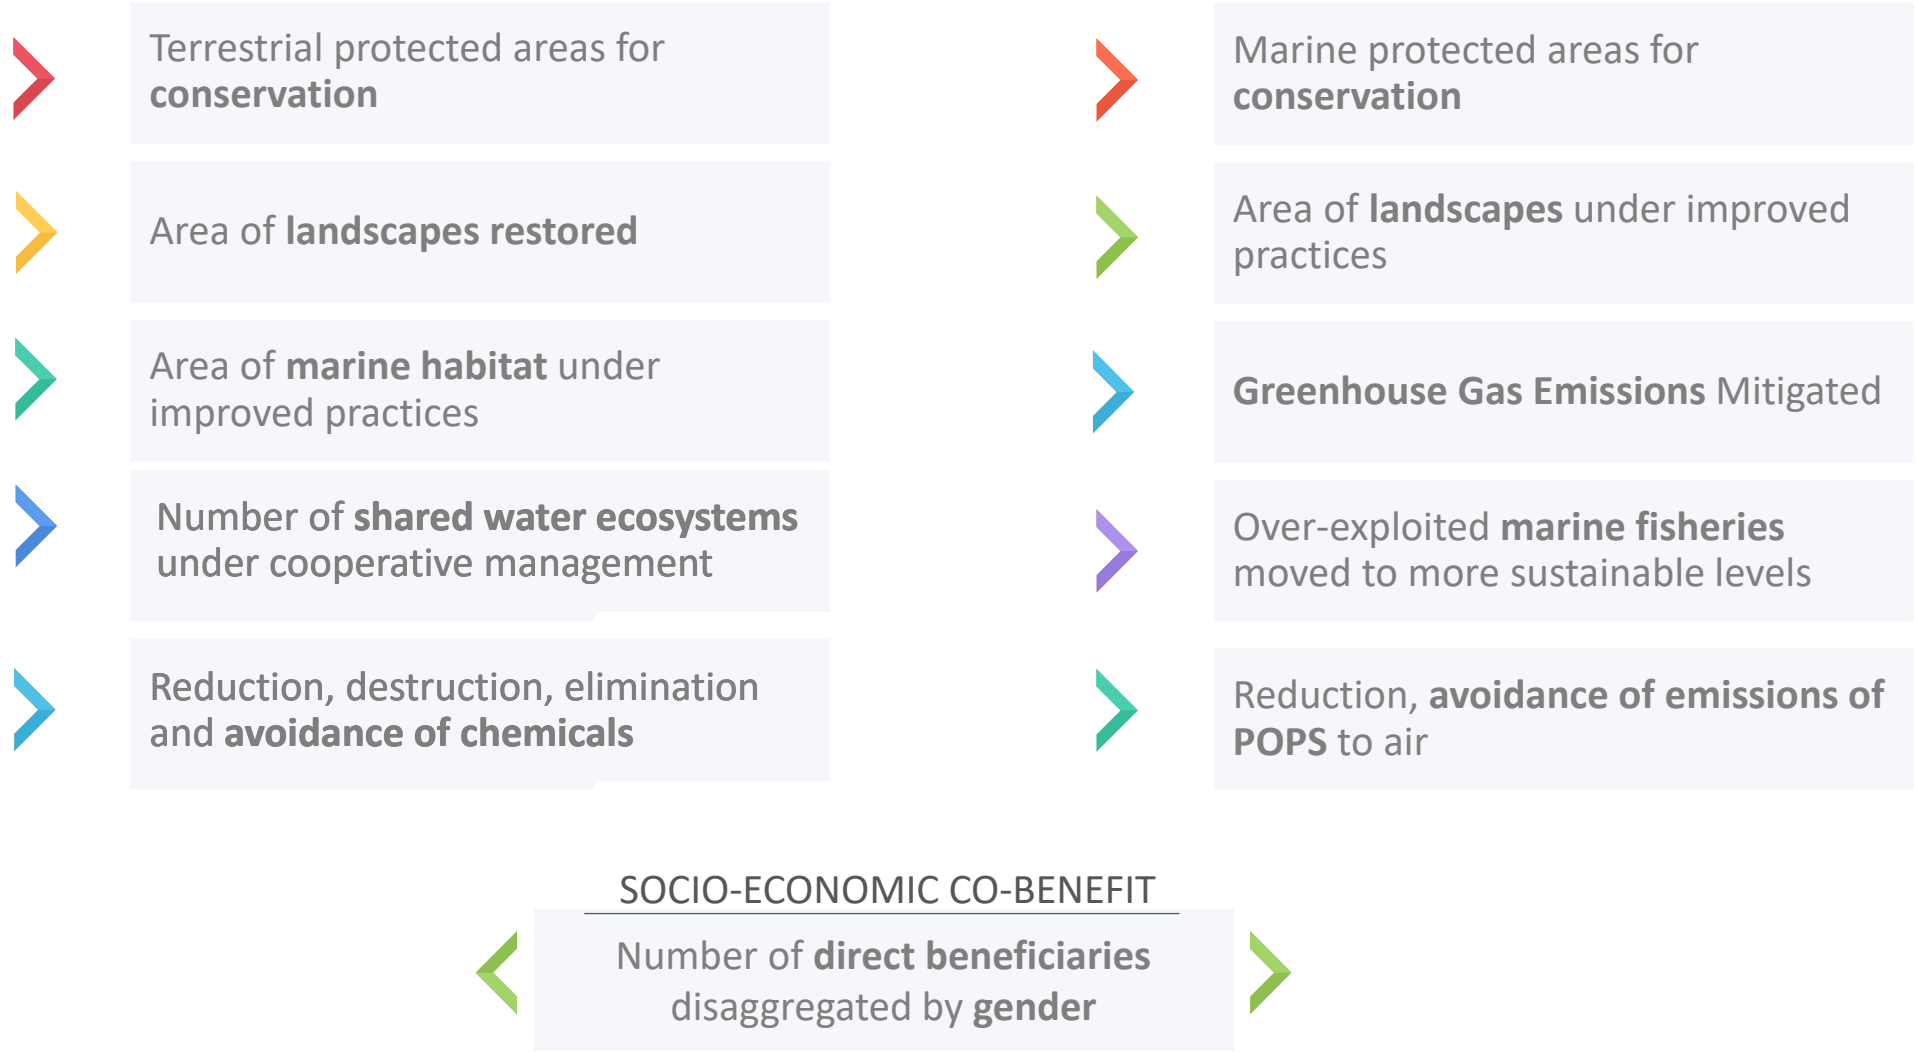 Terrestrial protected areas for
conservation
Marine protected areas for
conservation
Area of landscapes restored
Area of landscapes under improved
practices
Area of marine habitat under
improved practices
Greenhouse Gas Emissions Mitigated
Number of shared water ecosystems
under cooperative management
Over-exploited marine fisheries
moved to more sustainable levels
Reduction, destruction, elimination
and avoidance of chemicals
Reduction, avoidance of emissions of
POPS to air
SOCIO-ECONOMIC CO-BENEFIT
Number of direct beneficiaries
disaggregated by gender